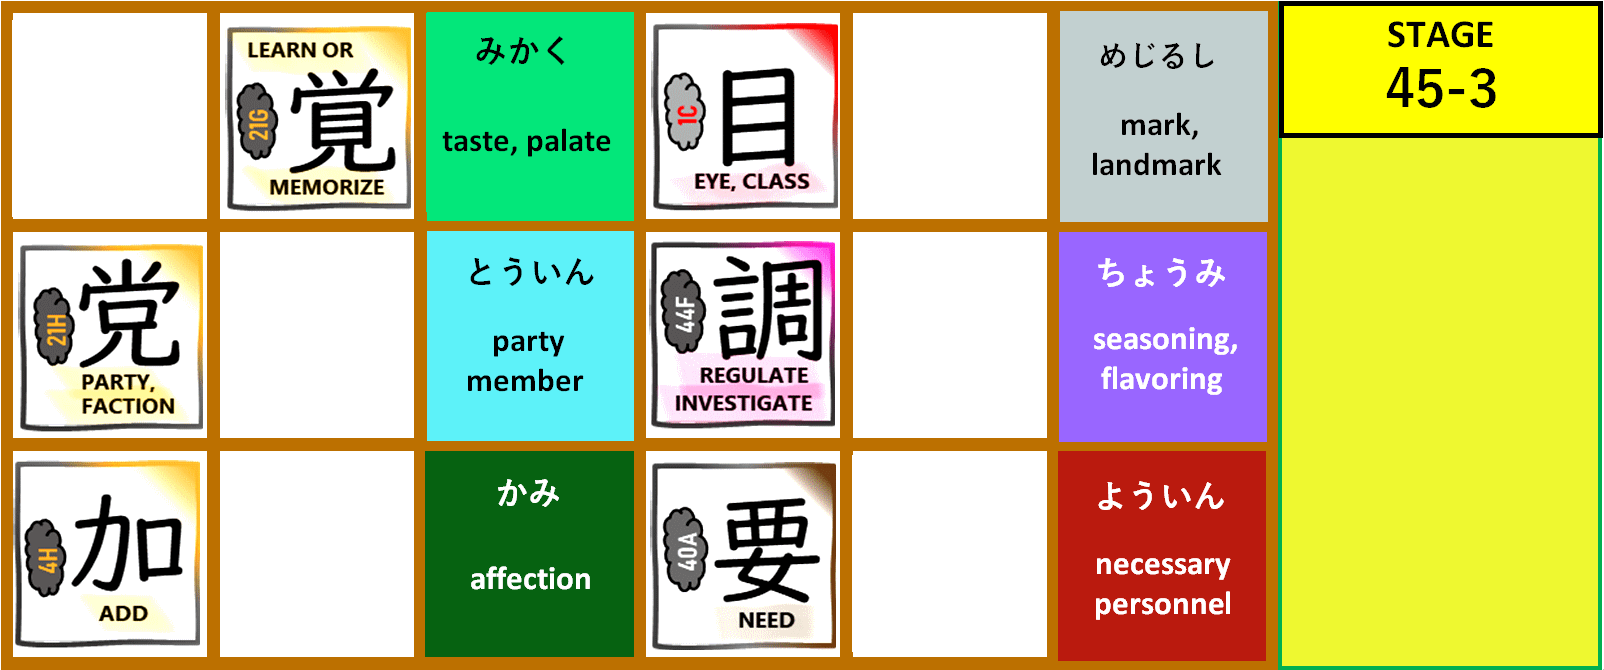 LEARN OR
21G
覚
MEMORIZE
みかく
taste, palate
1C
目
EYE, CLASS
めじるし
mark,
landmark
STAGE
45-3
21H
党
PARTY,
FACTION
とういん
party
member
44F
調
REGULATE
INVESTIGATE
ちょうみ
seasoning,
flavoring
4H
加
ADD
かみ
affection
40A
要
NEED
よういん
necessary
personnel